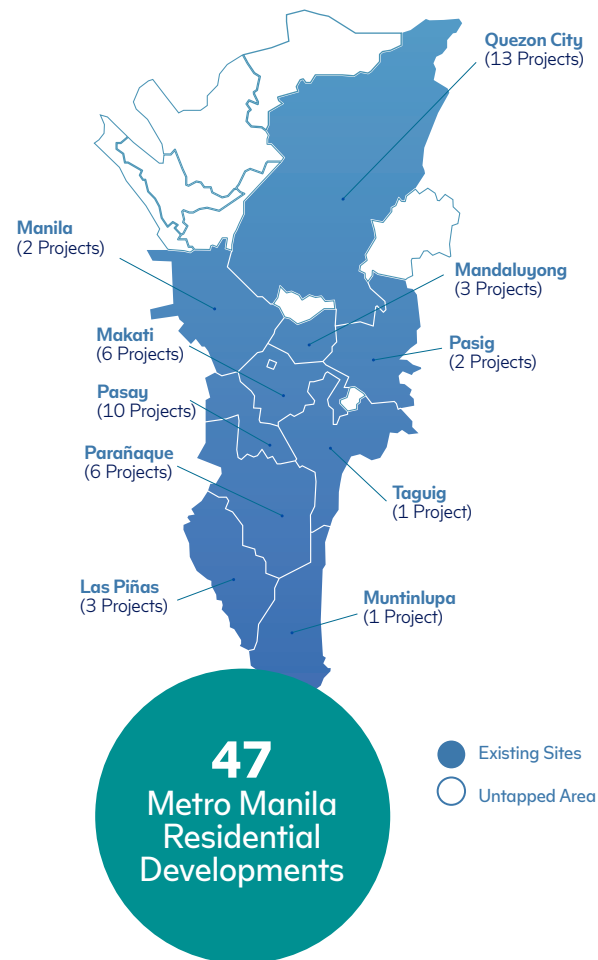 Quezon City
(13 Projects)
Manila
(2 Projects)
Mandaluyong
(3 Projects)
Makati
(6 Projects)
Pasig
(2 Projects)
Pasay
(10 Projects)
Parañaque
(6 Projects)
Taguig
(1 Project)
Las Piñas
(3 Projects)
Muntinlupa
(1 Project)
47
Metro Manila
Residential
Developments
Existing Sites
Untapped Area